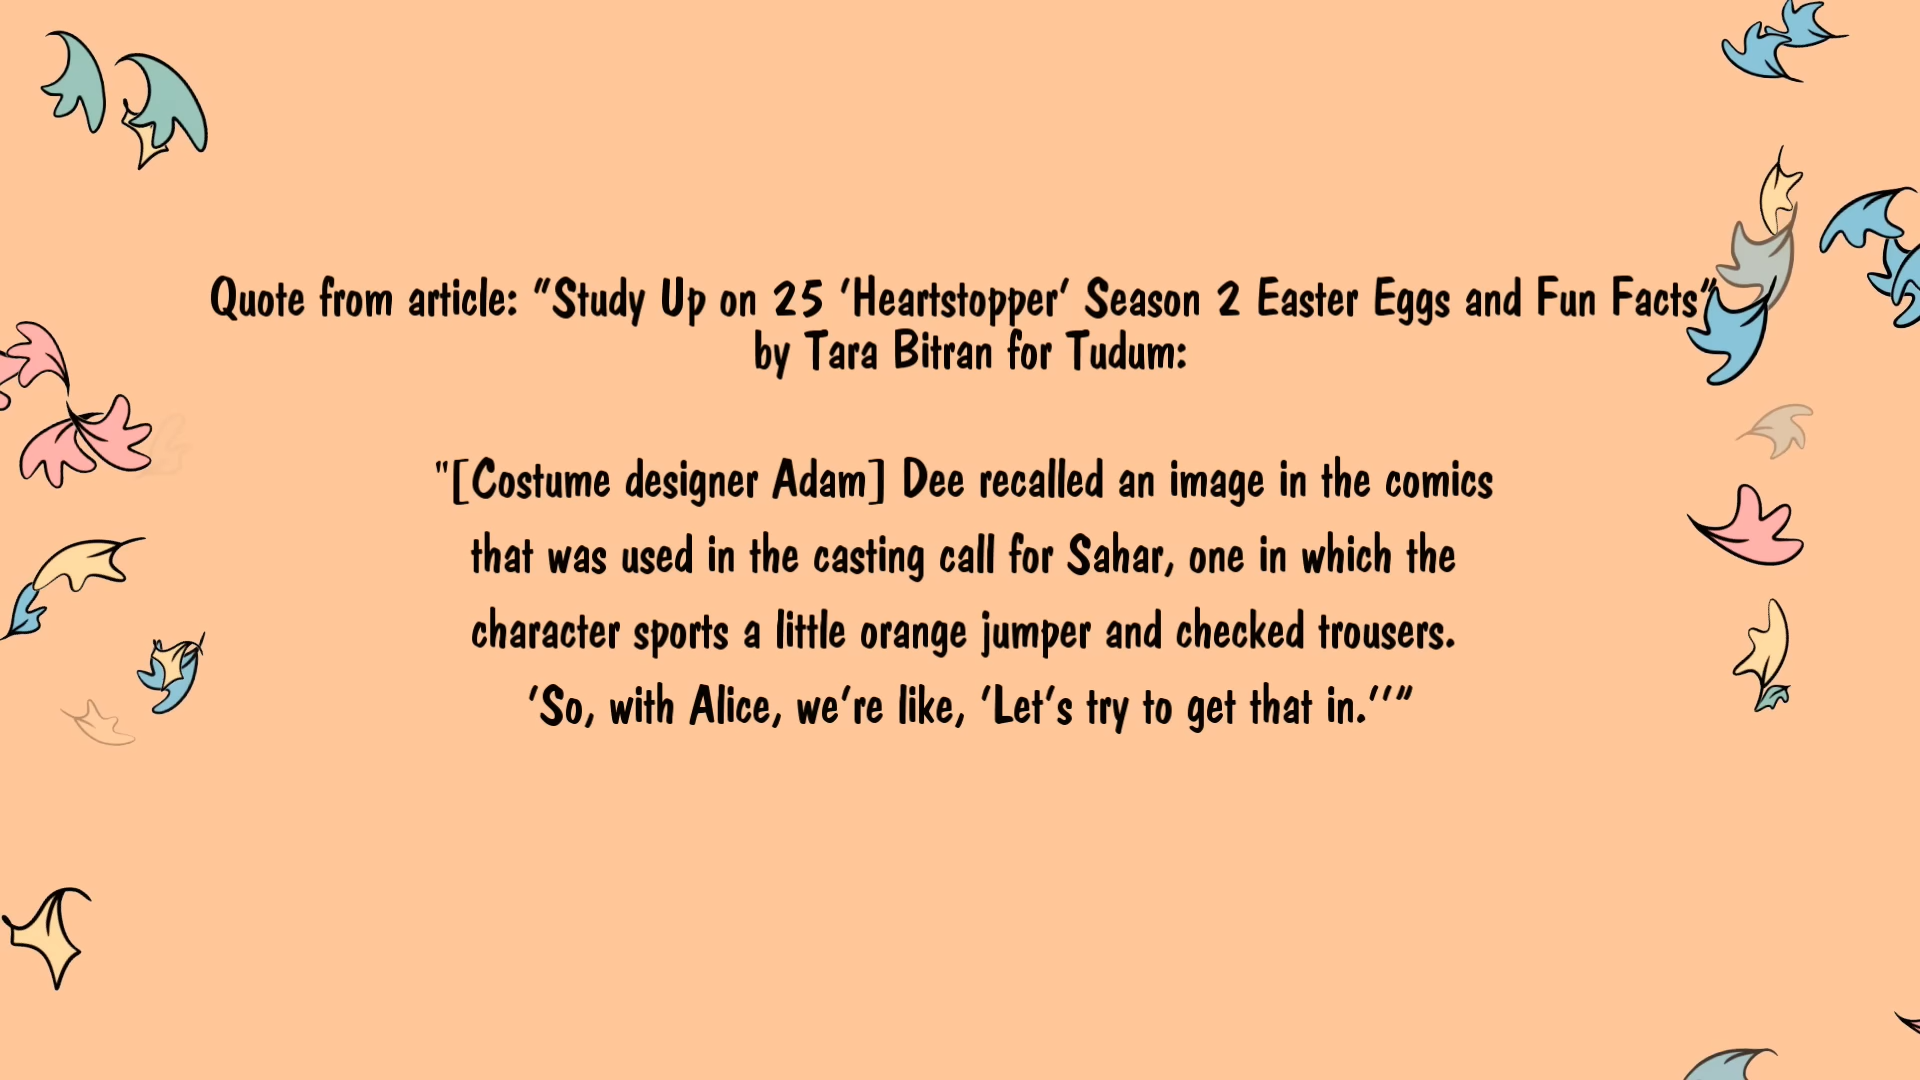 Quote from article: “Study Up on 25 ‘Heartstopper’ Season 2 Easter Eggs and Fun Facts”
by Tara Bitran for Tudum:
"[Costume designer Adam] Dee recalled an image in the comics
that was used in the casting call for Sahar, one in which the
character sports a little orange jumper and checked trousers.
‘So, with Alice, we’re like, ‘Let’s try to get that in.’’”